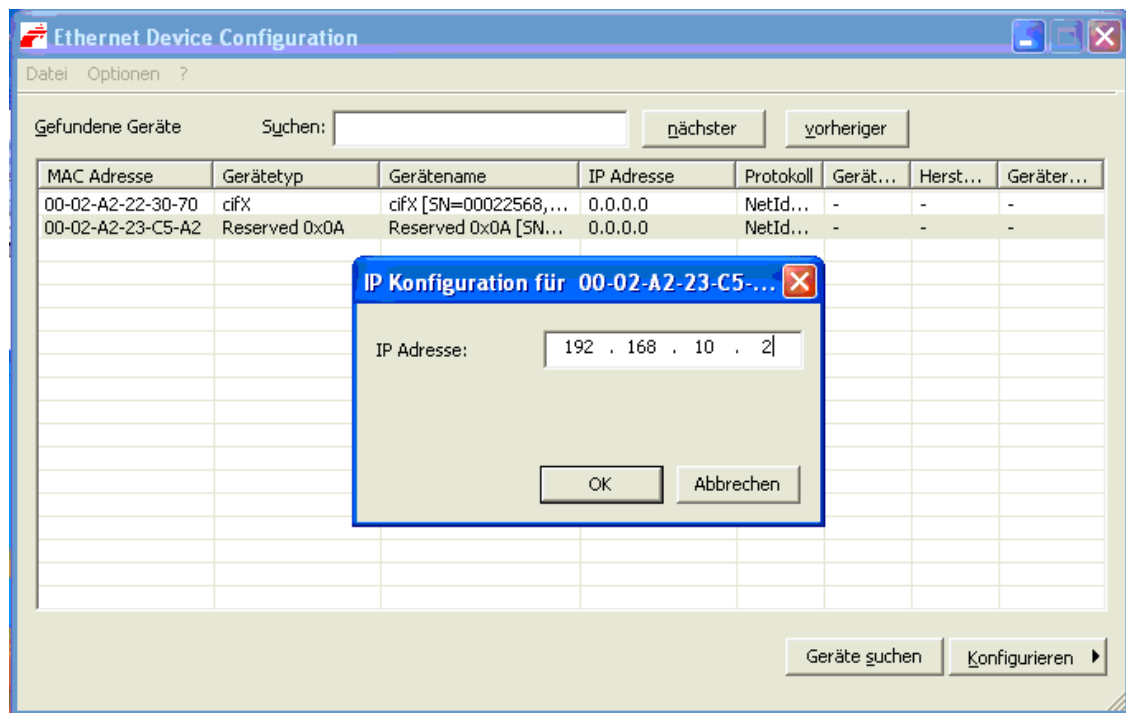 Ethernet Device Configuration
Datei Optionen ?
Gefundene Geräte Suchen: nächster vorheriger
MAC Adresse Gerätetyp Gerätename IP Adresse Protokoll Gerät... Herst... Geräter...
00-02-A2-22-30-70 cifX cifX [SN=00022568,... 0.0.0.0 NetId... - - -
00-02-A2-23-C5-A2 Reserved 0x0A Reserved 0x0A [SN... 0.0.0.0 NetId... - - -
IP Konfiguration für 00-02-A2-23-C5-...
IP Adresse: 192 . 168 . 10 . 2
OK Abbrechen
Geräte suchen Konfigurieren